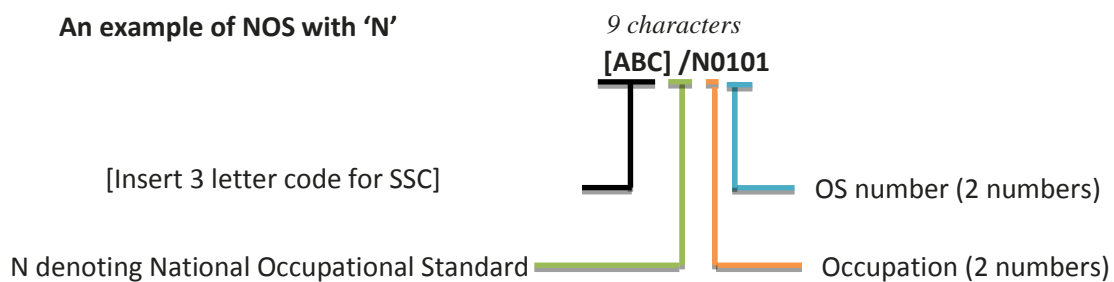 An example of NOS with ‘N’
9 characters
[ABC] /N0101
[Insert 3 letter code for SSC]
OS number (2 numbers)
N denoting National Occupational Standard
Occupation (2 numbers)